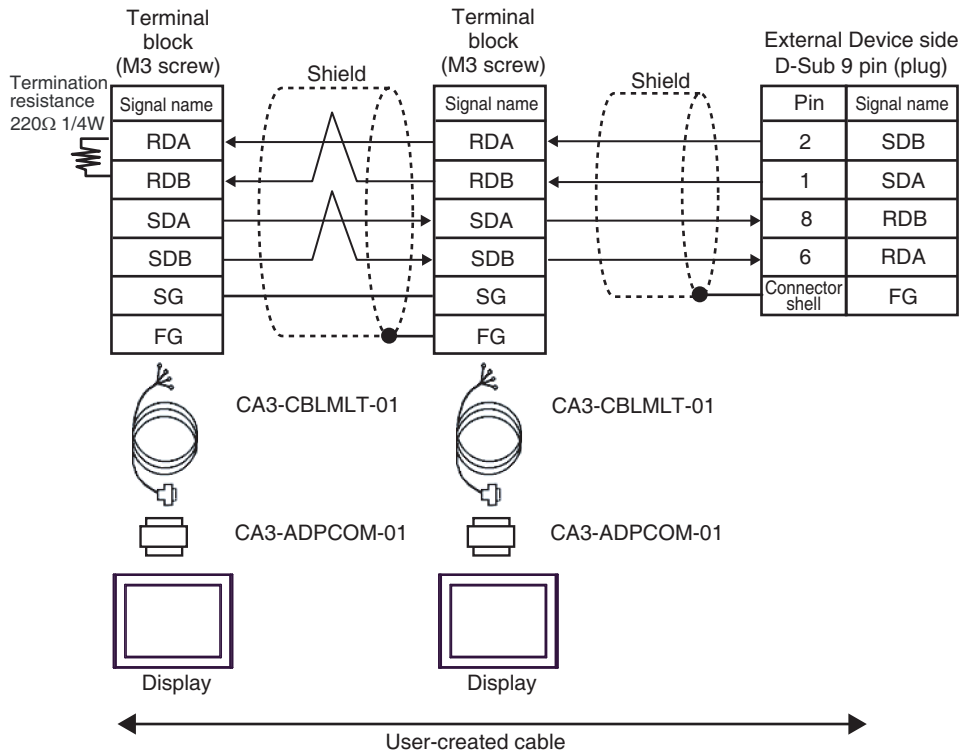 Terminal
block
(M3 screw)
Terminal
block
(M3 screw)
External Device side
D-Sub 9 pin (plug)
Termination
resistance
220Ω 1/4W
Shield
Shield
Signal name
Signal name
Pin
Signal name
RDA
RDA
2
SDB
RDB
RDB
1
SDA
SDA
SDA
8
RDB
SDB
SDB
6
RDA
SG
SG
Connector
shell
FG
FG
FG
CA3-CBLMLT-01
CA3-CBLMLT-01
CA3-ADPCOM-01
CA3-ADPCOM-01
Display
Display
User-created cable